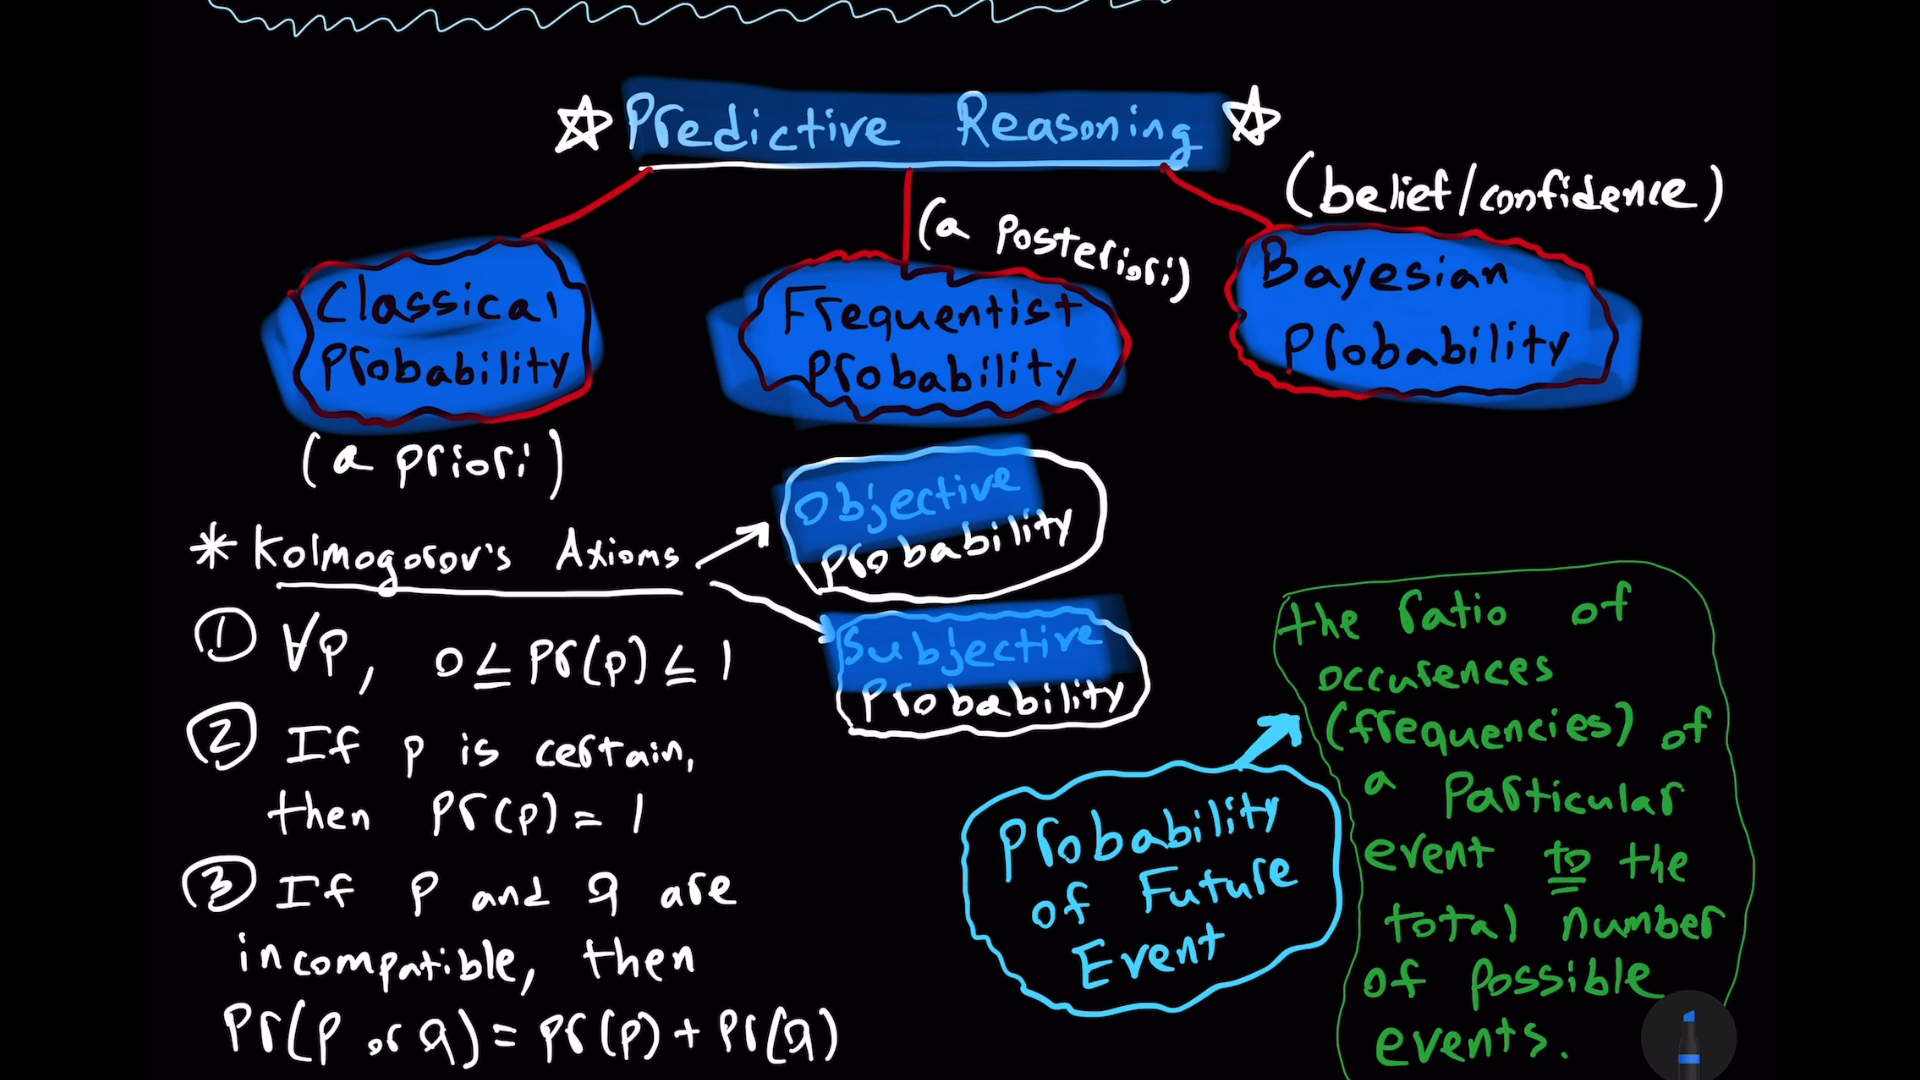 ☆ Predictive Reasoning ☆
(belief/confidence)
(a posteriori)
Classical
Probability
Frequentist
Probability
Bayesian
Probability
(a priori)
* Kolmogorov's Axioms
Objective
Probability
Subjective
Probability
① ∀p, 0 ≤ Pr(p) ≤ 1
② If p is certain,
then Pr(p) = 1
③ If p and q are
incompatible, then
Pr(p or q) = Pr(p) + Pr(q)
Probability
of Future
Event
the ratio of
occurences
(frequencies) of
a particular
event to the
total number
of possible
events.